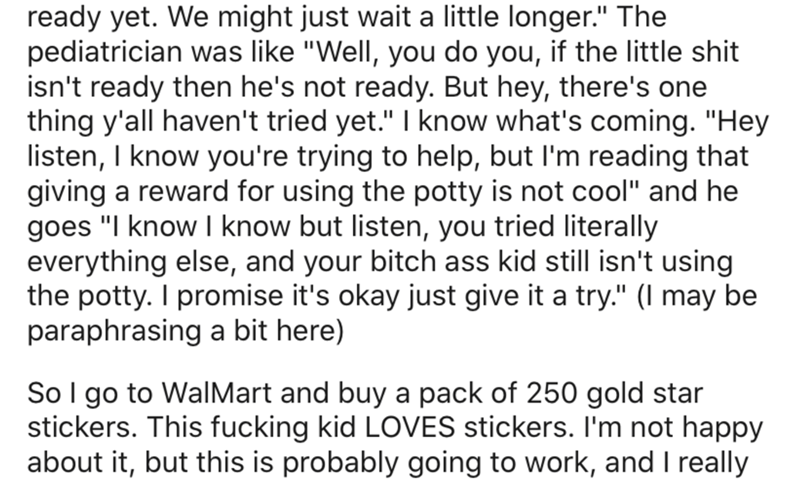 ready yet. We might just wait a little longer." The
pediatrician was like "Well, you do you, if the little shit
isn't ready then he's not ready. But hey, there's one
thing y'all haven't tried yet." I know what's coming. "Hey
listen, I know you're trying to help, but I'm reading that
giving a reward for using the potty is not cool" and he
goes "I know I know but listen, you tried literally
everything else, and your bitch ass kid still isn't using
the potty. I promise it's okay just give it a try." (I may be
paraphrasing a bit here)
So I go to WalMart and buy a pack of 250 gold star
stickers. This fucking kid LOVES stickers. I'm not happy
about it, but this is probably going to work, and I really